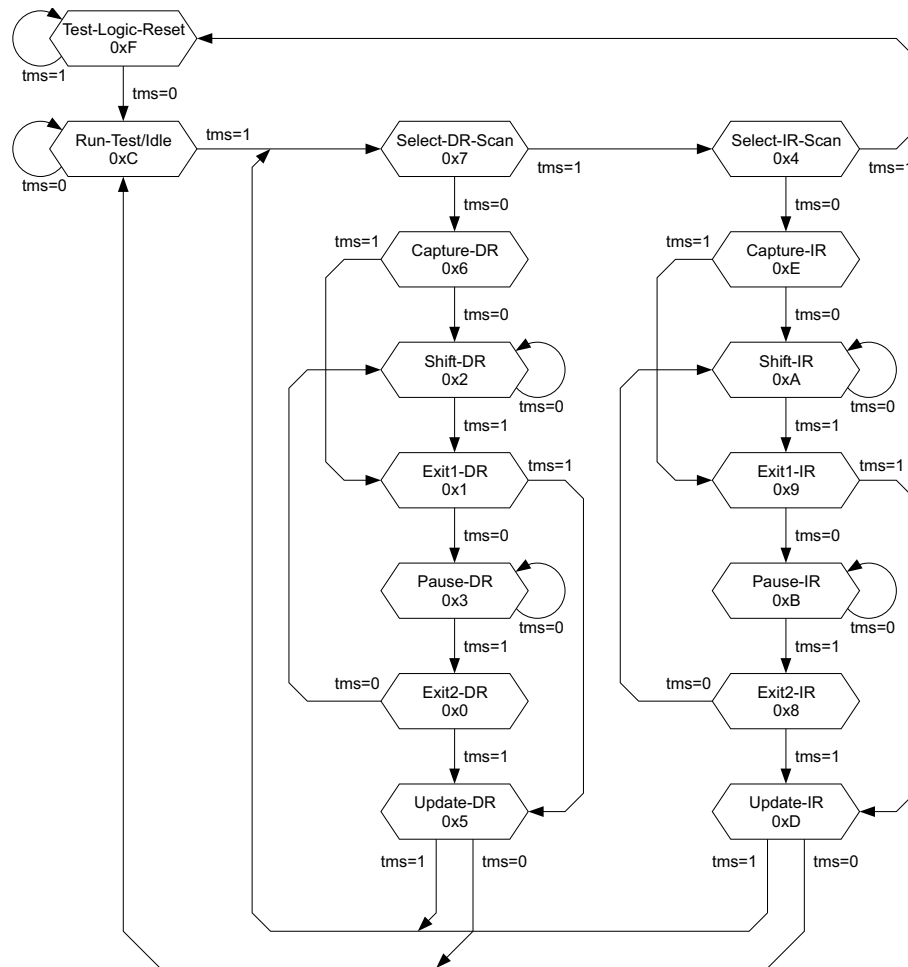 Test-Logic-Reset
0xF
tms=1
tms=0
Run-Test/Idle
0xC
tms=0
tms=1
Select-DR-Scan
0x7
tms=1
Select-IR-Scan
0x4
tms=1
tms=0
tms=0
tms=1
Capture-DR
0x6
tms=1
Capture-IR
0xE
tms=0
tms=0
Shift-DR
0x2
tms=0
Shift-IR
0xA
tms=0
tms=1
tms=1
Exit1-DR
0x1
tms=1
Exit1-IR
0x9
tms=1
tms=0
tms=0
Pause-DR
0x3
tms=0
Pause-IR
0xB
tms=0
tms=1
tms=1
tms=0
Exit2-DR
0x0
tms=0
Exit2-IR
0x8
tms=1
tms=1
Update-DR
0x5
Update-IR
0xD
tms=1
tms=0
tms=1
tms=0